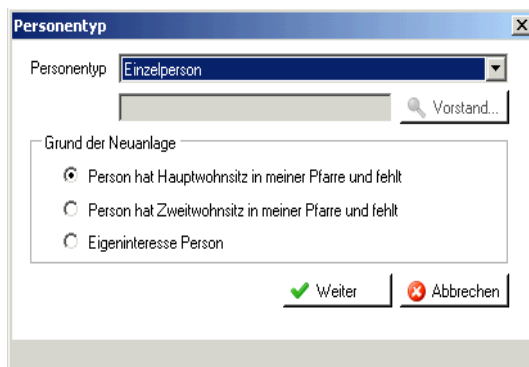 Personentyp
Personentyp Einzelperson
Vorstand...
Grund der Neuanlage
Person hat Hauptwohnsitz in meiner Pfarre und fehlt
Person hat Zweitwohnsitz in meiner Pfarre und fehlt
Eigeninteresse Person
Weiter Abbrechen